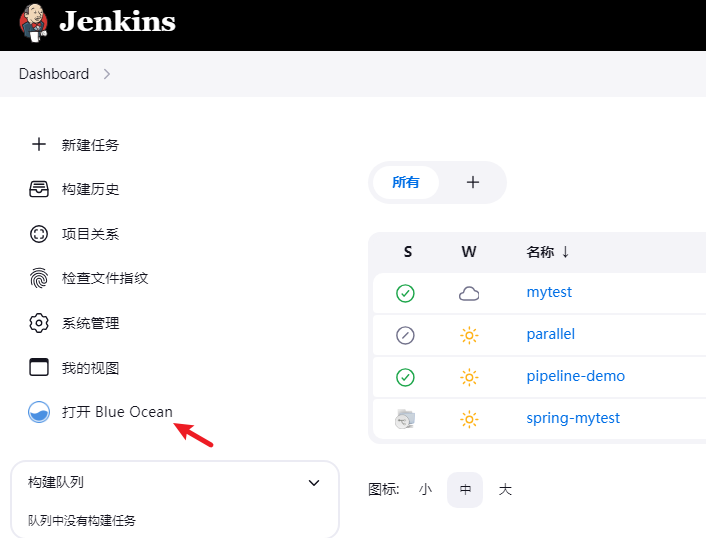 Jenkins
Dashboard
新建任务
构建历史
项目关系
检查文件指纹
系统管理
我的视图
打开 Blue Ocean
构建队列
队列中没有构建任务
所有
S W 名称 ↓
mytest
parallel
pipeline-demo
spring-mytest
图标: 小 中 大